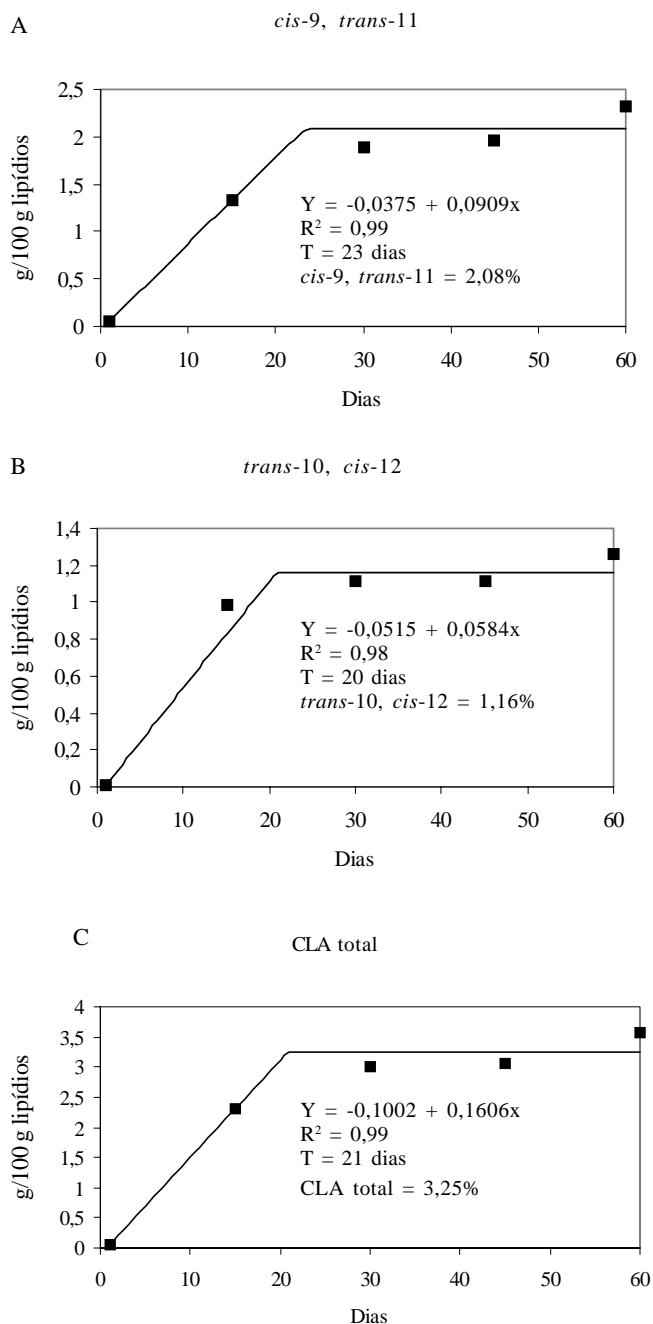 A
cis-9, trans-11
g/100 g lipídios
2,5
2
1,5
1
0,5
0
Y = -0,0375 + 0,0909x
R² = 0,99
T = 23 dias
cis-9, trans-11 = 2,08%
0 10 20 30 40 50 60
Dias
B
trans-10, cis-12
g/100 g lipídios
1,4
1,2
1
0,8
0,6
0,4
0,2
0
Y = -0,0515 + 0,0584x
R² = 0,98
T = 20 dias
trans-10, cis-12 = 1,16%
0 10 20 30 40 50 60
Dias
C
CLA total
g/100 g lipídios
4
3,5
3
2,5
2
1,5
1
0,5
0
Y = -0,1002 + 0,1606x
R² = 0,99
T = 21 dias
CLA total = 3,25%
0 10 20 30 40 50 60
Dias